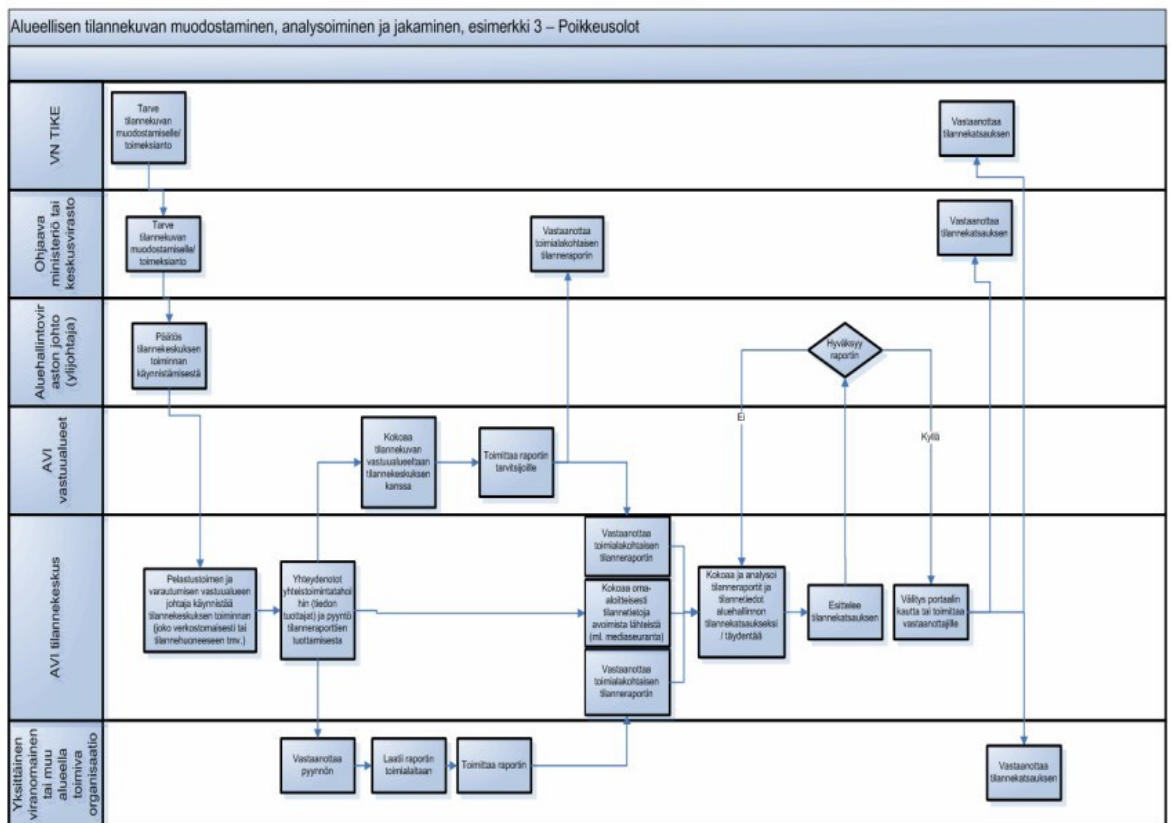 Alueellisen tilannekuvan muodostaminen, analysoiminen ja jakaminen, esimerkki 3 – Poikkeusolot
VN TIKE
Tarve
tilannekuvan
muodostamiselle/
toimeksianto
Vastaanottaa
tilannekatsauksen
Ohjaava
ministeriö tai
keskusvirasto
Tarve
tilannekuvan
muodostamiselle/
toimeksianto
Vastaanottaa
toimialakohtaisen
tilanneraporin
Vastaanottaa
tilannekatsauksen
Aluehallintovir
aston johto
(ylijohtaja)
Päätös
tilannekeskuksen
toiminnan
käynnistämisestä
Hyväksyy
raportin
Ei
Kyllä
AVI
vastuualueet
Kokoaa
tilannekuvan
vastuualueeltaan
tilannekeskuksen
kanssa
Toimittaa raportin
tarvitsijoille
AVI tilannekeskus
Pelastustoimen ja
varautumisen vastuualueen
johtaja käynnistää
tilannekeskuksen toiminnan
(joko verkostomaisesti tai
tilannehuoneeseen tmv.)
Yhteydenotot
yhteistoimintatahoi
hin (tiedon
tuottajat) ja pyyntö
tilanneraporttien
tuottamisesta
Vastaanottaa
toimialakohtaisen
tilanneraportin
Kokoaa oma-
aloitteisesti
tilannetietoja
avoimista lähteistä
(ml. mediaseuranta)
Vastaanottaa
toimialakohtaisen
tilanneraportin
Kokoaa ja analysoi
tilanneraportit ja
tilannetiedot
aluehallinnon
tilannekatsaukseksi
/ täydentää
Esittelee
tilannekatsauksen
Välitys portaalin
kautta tai toimittaa
vastaanottajille
Yksittäinen
viranomainen
tai muu
alueella
toimiva
organisaatio
Vastaanottaa
pyynnön
Laatii raportin
toimialaltaan
Toimittaa raportin
Vastaanottaa
tilannekatsauksen